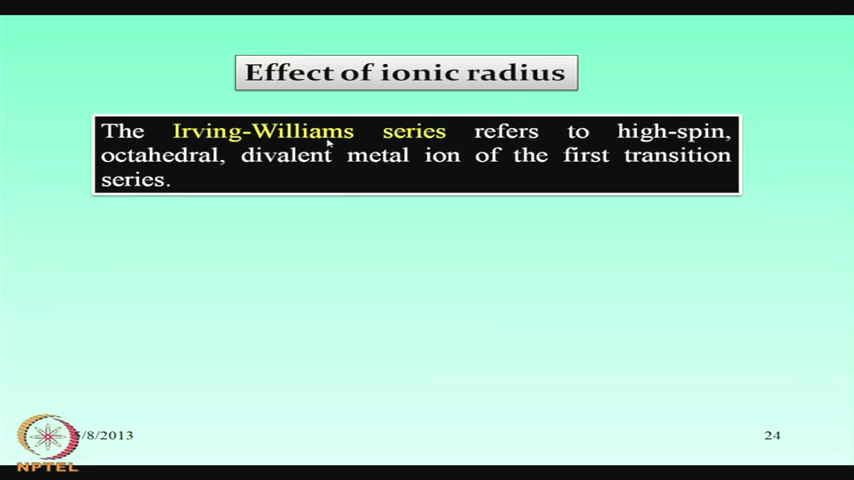 Effect of ionic radius
The Irving-Williams series refers to high-spin,
octahedral, divalent metal ion of the first transition
series.
5/8/2013
24
NPTEL